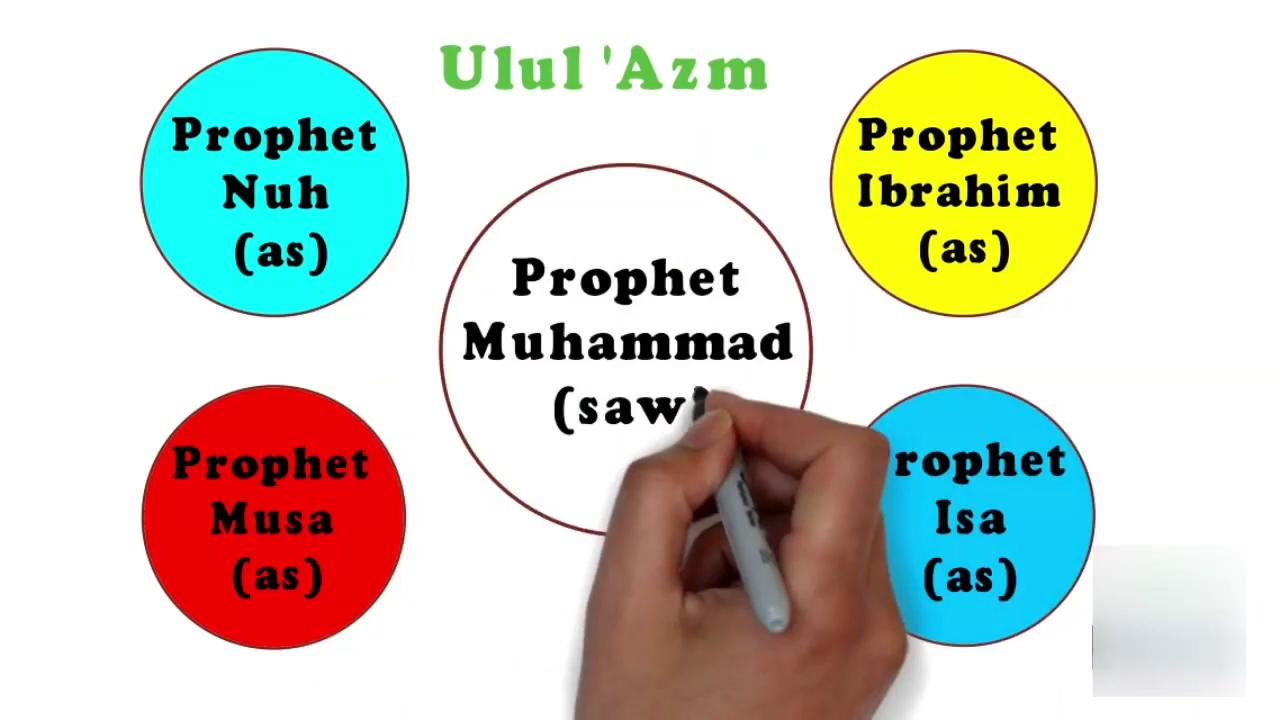 Ulul 'Azm
Prophet
Nuh
(as)
Prophet
Ibrahim
(as)
Prophet
Muhammad
(saw)
Prophet
Musa
(as)
rophet
Isa
(as)